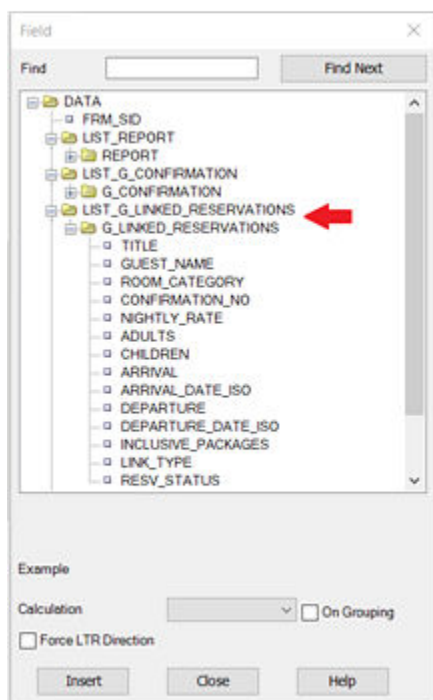 Field
Find
Find Next
DATA
FRM_SID
LIST_REPORT
REPORT
LIST_G_CONFIRMATION
G_CONFIRMATION
LIST_G_LINKED_RESERVATIONS
G_LINKED_RESERVATIONS
TITLE
GUEST_NAME
ROOM_CATEGORY
CONFIRMATION_NO
NIGHTLY_RATE
ADULTS
CHILDREN
ARRIVAL
ARRIVAL_DATE_ISO
DEPARTURE
DEPARTURE_DATE_ISO
INCLUSIVE_PACKAGES
LINK_TYPE
RESV_STATUS
Example
Calculation On Grouping
Force LTR Direction
Insert Close Help